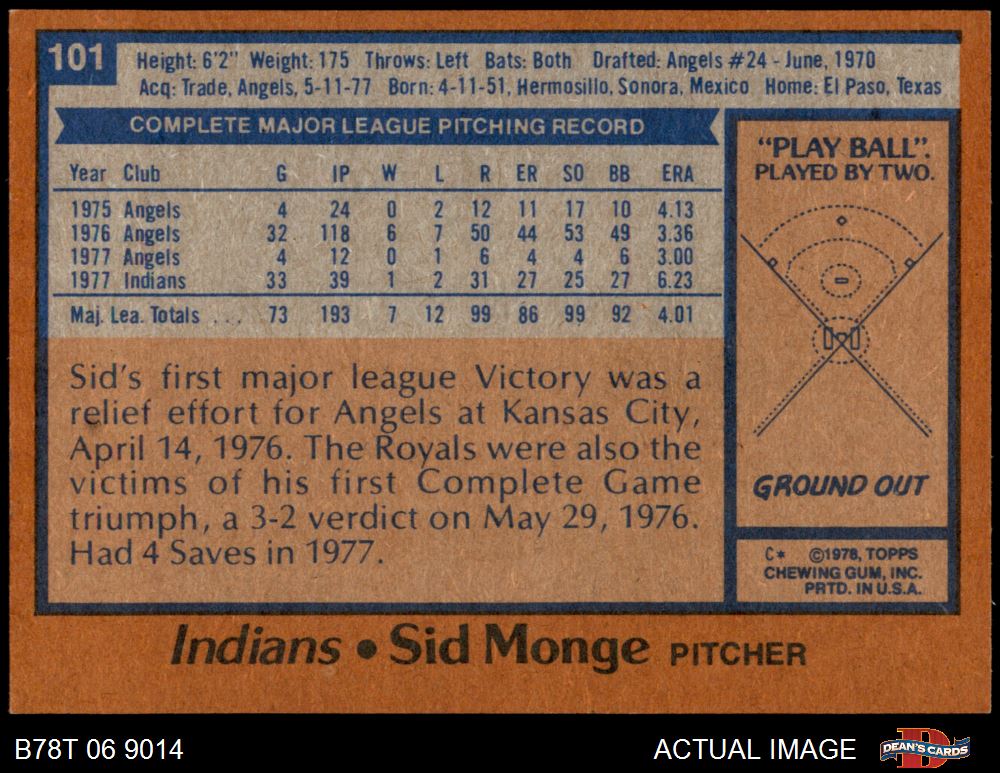 101
Height: 6'2" Weight: 175 Throws: Left Bats: Both Drafted: Angels #24 - June, 1970
Acq: Trade, Angels, 5-11-77 Born: 4-11-51, Hermosillo, Sonora, Mexico Home: El Paso, Texas
COMPLETE MAJOR LEAGUE PITCHING RECORD
Year Club G IP W L R ER SO BB ERA
1975 Angels 4 24 0 2 12 11 17 10 4.13
1976 Angels 32 118 6 7 50 44 53 49 3.36
1977 Angels 4 12 0 1 6 4 4 6 3.00
1977 Indians 33 39 1 2 31 27 25 27 6.23
Maj. Lea. Totals . . . 73 193 7 12 99 86 99 92 4.01
Sid's first major league Victory was a
relief effort for Angels at Kansas City,
April 14, 1976. The Royals were also the
victims of his first Complete Game
triumph, a 3-2 verdict on May 29, 1976.
Had 4 Saves in 1977.
"PLAY BALL".
PLAYED BY TWO.
GROUND OUT
C* ©1978, TOPPS
CHEWING GUM, INC.
PRTD. IN U.S.A.
Indians • Sid Monge PITCHER
B78T 06 9014
ACTUAL IMAGE
DEAN'S CARDS